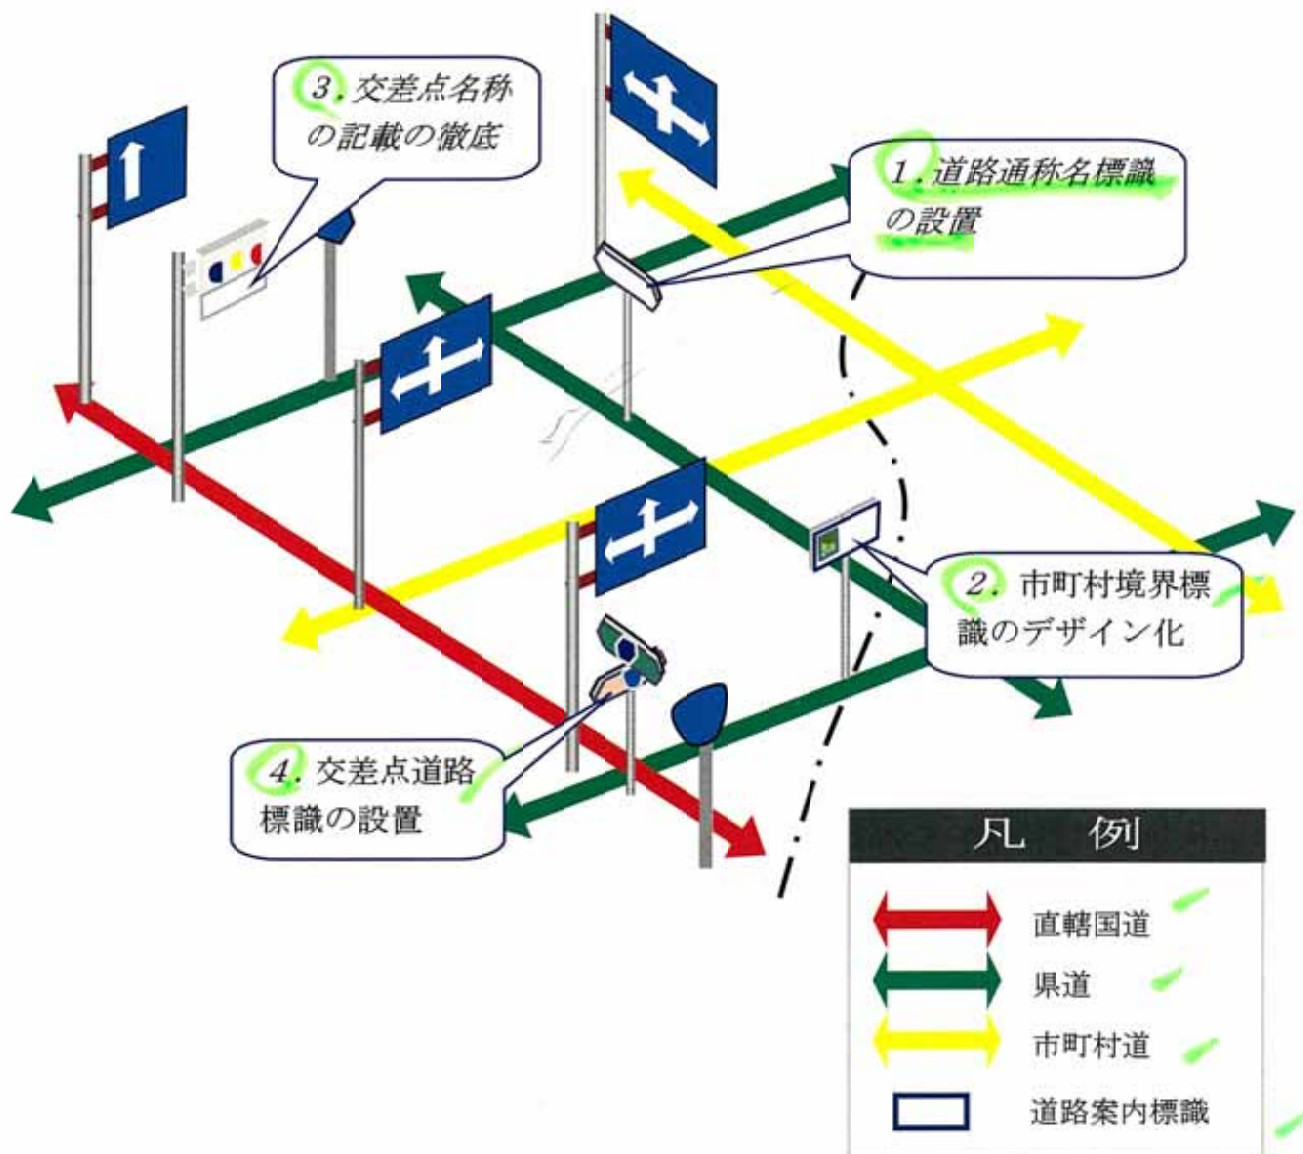 3. 交差点名称
の記載の徹底
1. 道路通称名標識
の設置
2. 市町村境界標
識のデザイン化
4. 交差点道路
標識の設置
凡 例
直轄国道
県道
市町村道
道路案内標識